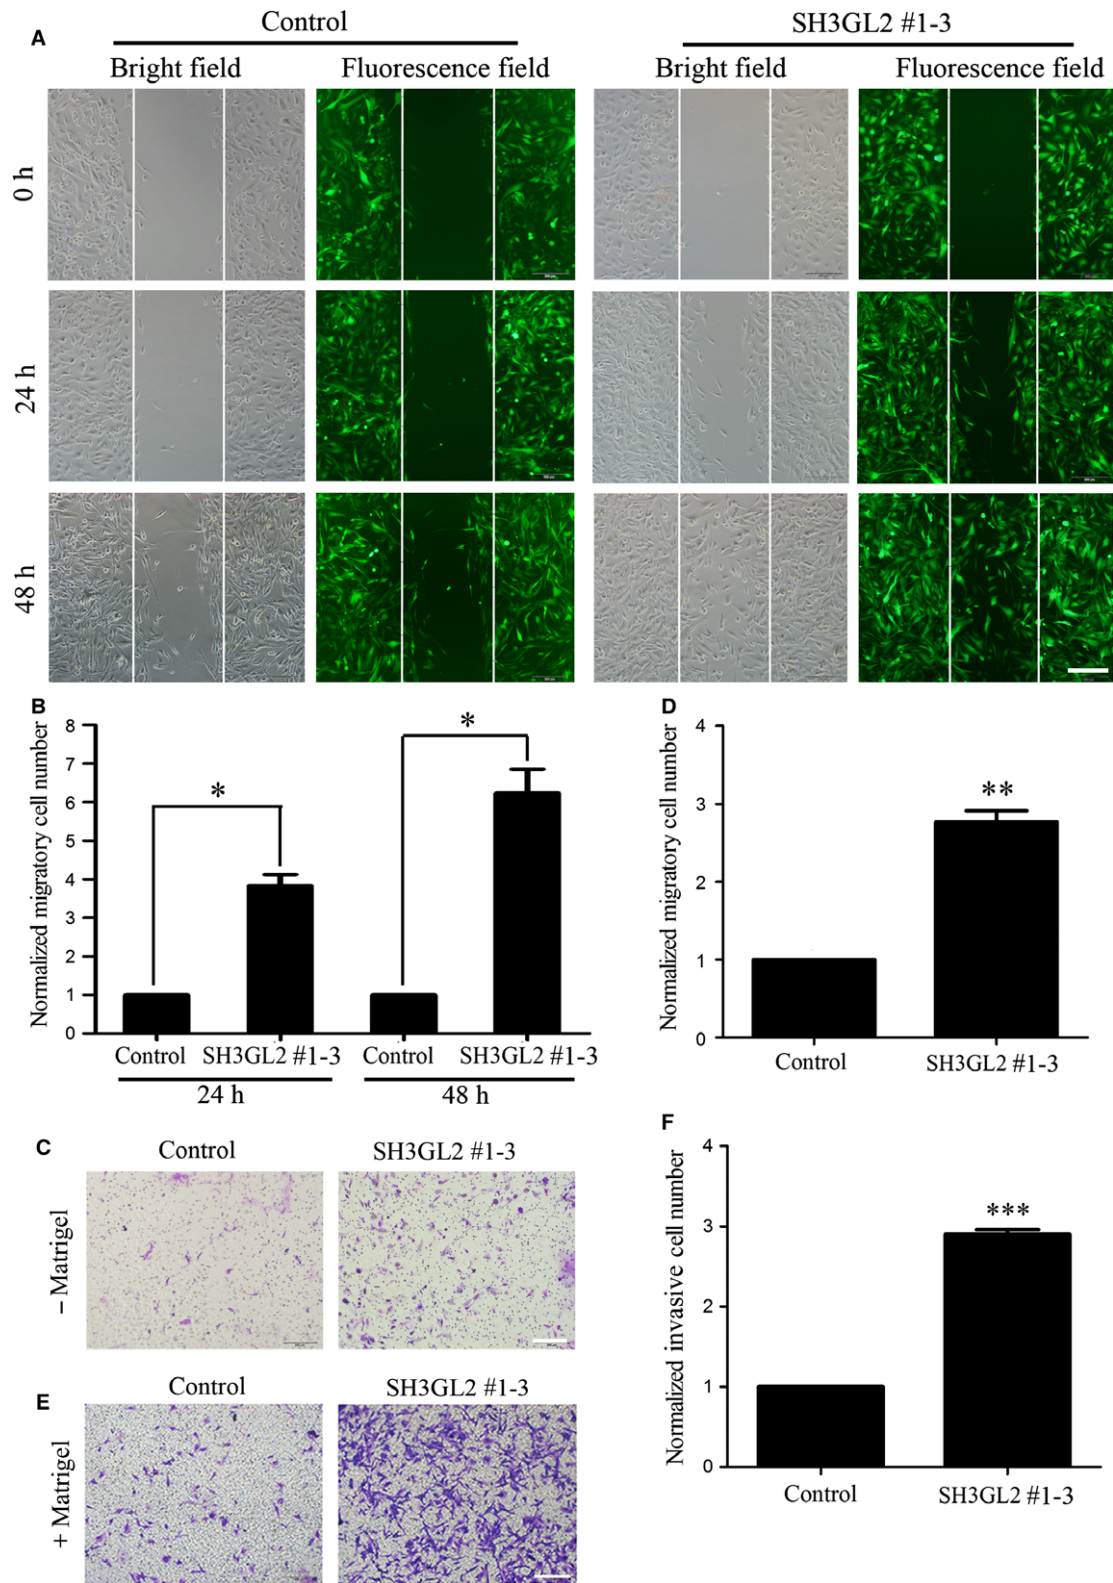 A
Control
SH3GL2 #1-3
Bright field
Fluorescence field
Bright field
Fluorescence field
0 h
24 h
48 h
B
Normalized migratory cell number
8
7
6
5
4
3
2
1
0
*
*
Control
SH3GL2 #1-3
Control
SH3GL2 #1-3
24 h
48 h
D
Normalized migratory cell number
4
3
2
1
0
**
Control
SH3GL2 #1-3
C
Control
SH3GL2 #1-3
– Matrigel
E
Control
SH3GL2 #1-3
+ Matrigel
F
Normalized invasive cell number
4
3
2
1
0
***
Control
SH3GL2 #1-3